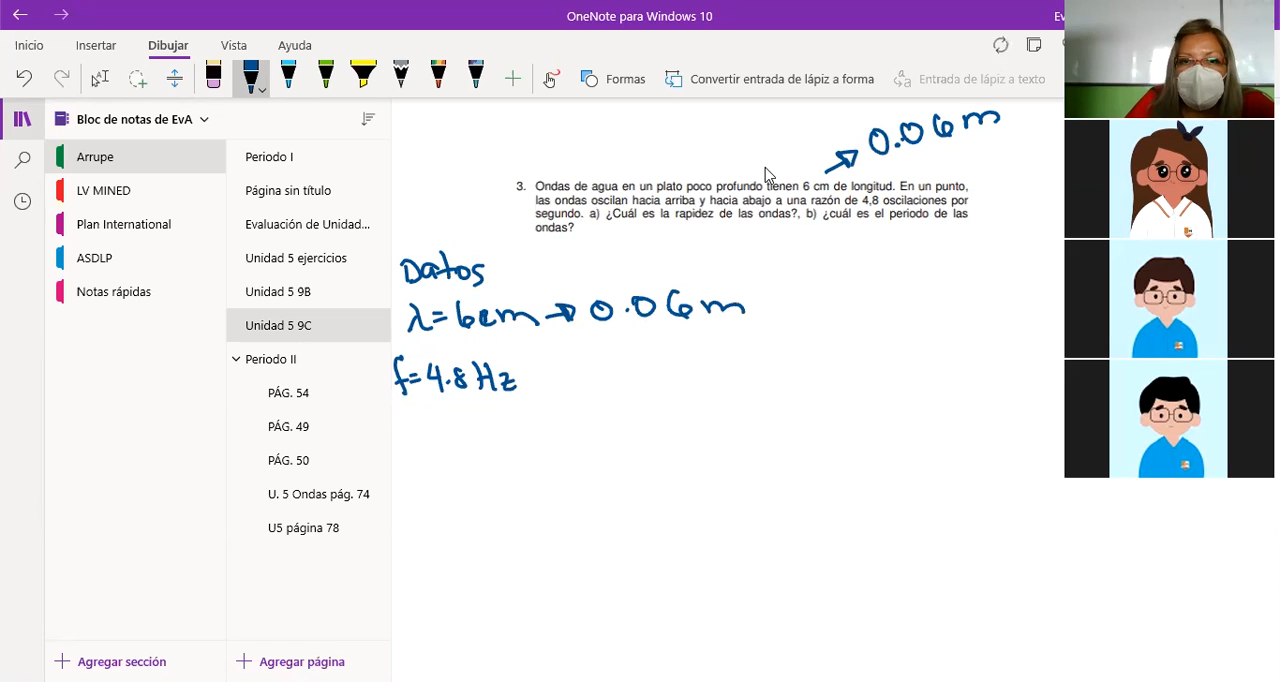 OneNote para Windows 10
Inicio Insertar Dibujar Vista Ayuda
Formas Convertir entrada de lápiz a forma Entrada de lápiz a texto
Bloc de notas de EvA
Arrupe
LV MINED
Plan International
ASDLP
Notas rápidas
Periodo I
Página sin título
Evaluación de Unidad...
Unidad 5 ejercicios
Unidad 5 9B
Unidad 5 9C
Periodo II
PÁG. 54
PÁG. 49
PÁG. 50
U. 5 Ondas pág. 74
U5 página 78
Agregar sección
Agregar página
→ 0.06m
3. Ondas de agua en un plato poco profundo tienen 6 cm de longitud. En un punto,
las ondas oscilan hacia arriba y hacia abajo a una razón de 4,8 oscilaciones por
segundo. a) ¿Cuál es la rapidez de las ondas?, b) ¿cuál es el periodo de las
ondas?
Datos
λ=6cm → 0.06m
f=4.8Hz